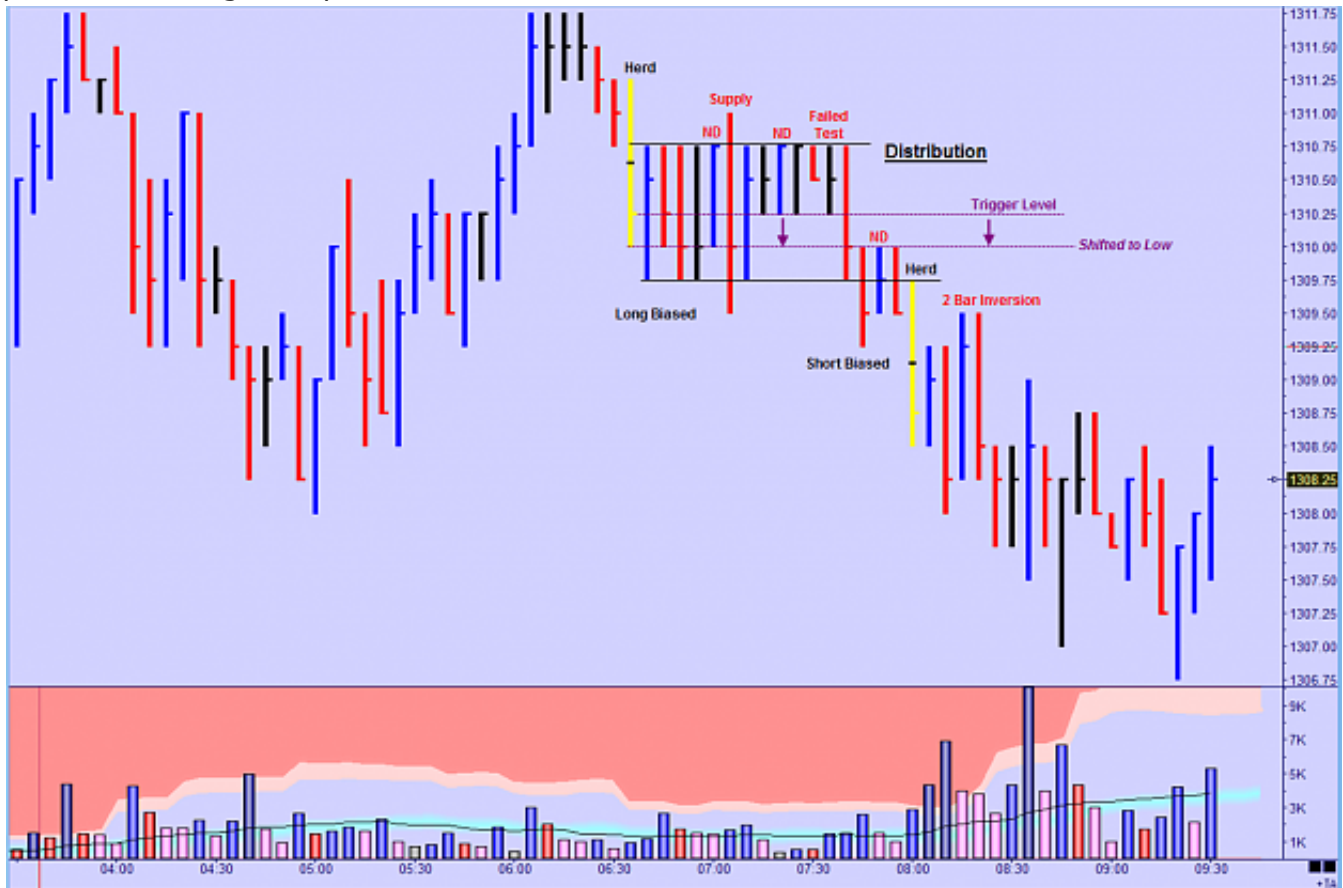 1311.75
1311.50
1311.25
1311.00
1310.75
1310.50
1310.25
1310.00
1309.75
1309.50
1309.25
1309.00
1308.75
1308.50
1308.25
1308.00
1307.75
1307.50
1307.25
1307.00
1306.75
Herd
Supply
ND
ND
Failed
Test
Distribution
Trigger Level
ND
Shifted to Low
Herd
Long Biased
2 Bar Inversion
Short Biased
9K
7K
5K
3K
1K
04:00 04:30 05:00 05:30 06:00 06:30 07:00 07:30 08:00 08:30 09:00 09:30